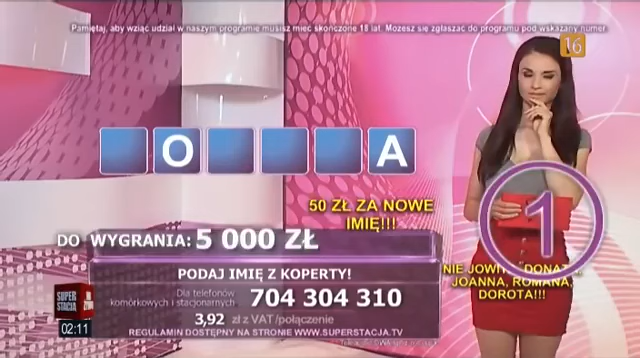 Pamiętaj, aby wziąć udział w naszym programie musisz mieć skończone 18 lat. Możesz się zgłaszać do programu pod wskazany numer.
16
O A
50 ZŁ ZA NOWE
IMIĘ!!!
1
DO WYGRANIA: 5 000 ZŁ
PODAJ IMIĘ Z KOPERTY!
NIE
JOANNA, ROMANA,
DOROTA!!!
Dla telefonów
komórkowych i stacjonarnych 704 304 310
3,92 zł z VAT/połączenie
REGULAMIN DOSTĘPNY NA STRONIE WWW.SUPERSTACJA.TV
SUPER
STACJA
02:11